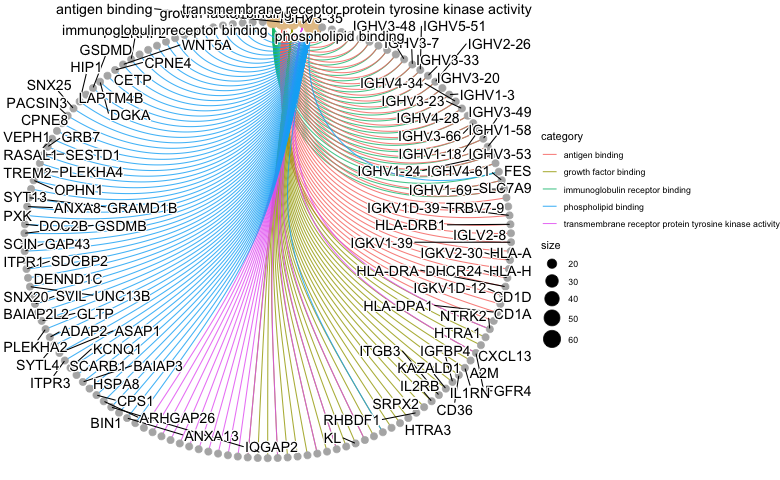 antigen binding
transmembrane receptor protein tyrosine kinase activity
growth factor binding
IGHV3-35
immunoglobulin receptor binding
phospholipid binding
IGHV3-48
IGHV5-51
WNT5A
IGHV3-7
IGHV2-26
GSDMD
CPNE4
IGHV3-33
HIP1
CETP
IGHV4-34
IGHV3-20
SNX25
LAPTM4B
IGHV3-23
IGHV1-3
PACSIN3
DGKA
IGHV4-28
IGHV3-49
CPNE8
IGHV3-66
IGHV1-58
VEPH1
GRB7
RASAL1
SESTD1
IGHV1-18
IGHV3-53
TREM2
PLEKHA4
IGHV1-24
IGHV4-61
FES
OPHN1
IGHV1-69
SLC7A9
SYT13
ANXA8
GRAMD1B
IGKV1D-39
TRBV7-9
PXK
DOC2B
GSDMB
HLA-DRB1
SCIN
GAP43
IGKV1-39
IGLV2-8
ITPR1
SDCBP2
IGKV2-30
HLA-A
DENND1C
HLA-DRA
DHCR24
HLA-H
SNX20
SVIL
UNC13B
IGKV1D-12
CD1D
BAIAP2L2
GLTP
HLA-DPA1
NTRK2
CD1A
ADAP2
ASAP1
HTRA1
PLEKHA2
KCNQ1
ITGB3
IGFBP4
CXCL13
SYTL4
SCARB1
BAIAP3
KAZALD1
A2M
ITPR3
HSPA8
IL2RB
IL1RN
FGFR4
CPS1
SRPX2
CD36
BIN1
ARHGAP26
RHBDF1
HTRA3
ANXA13
IQGAP2
KL
category
antigen binding
growth factor binding
immunoglobulin receptor binding
phospholipid binding
transmembrane receptor protein tyrosine kinase activity
size
20
30
40
50
60